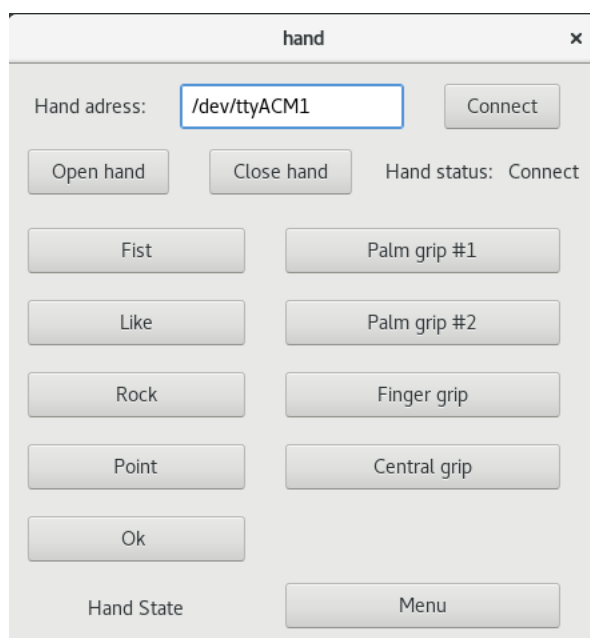 hand ×
Hand adress: /dev/ttyACM1 Connect
Open hand Close hand Hand status: Connect
Fist Palm grip #1
Like Palm grip #2
Rock Finger grip
Point Central grip
Ok
Hand State Menu